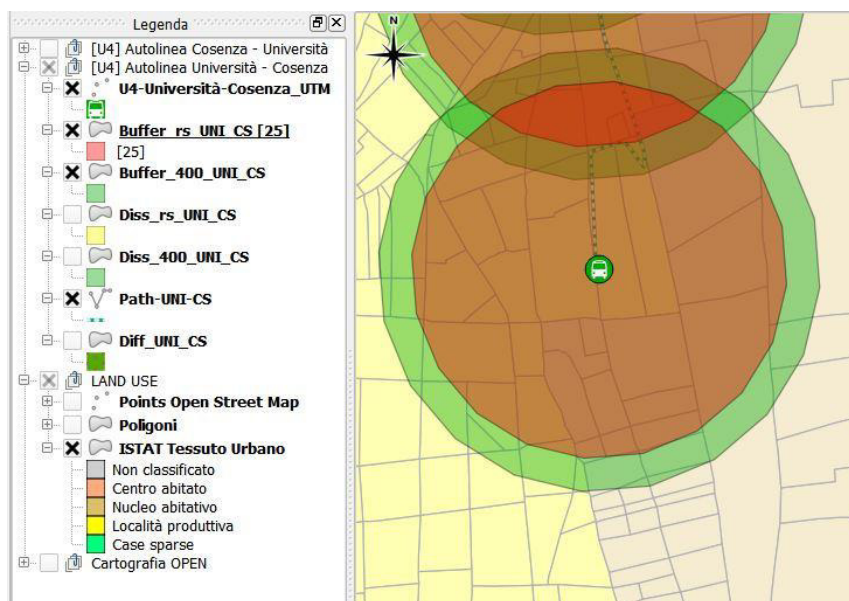 Legenda
[U4] Autolinea Cosenza - Università
[U4] Autolinea Università - Cosenza
U4-Università-Cosenza_UTM
Buffer_rs_UNI_CS [25]
[25]
Buffer_400_UNI_CS
Diss_rs_UNI_CS
Diss_400_UNI_CS
Path-UNI-CS
Diff_UNI_CS
LAND USE
Points Open Street Map
Poligoni
ISTAT Tessuto Urbano
Non classificato
Centro abitato
Nucleo abitativo
Località produttiva
Case sparse
Cartografia OPEN
N